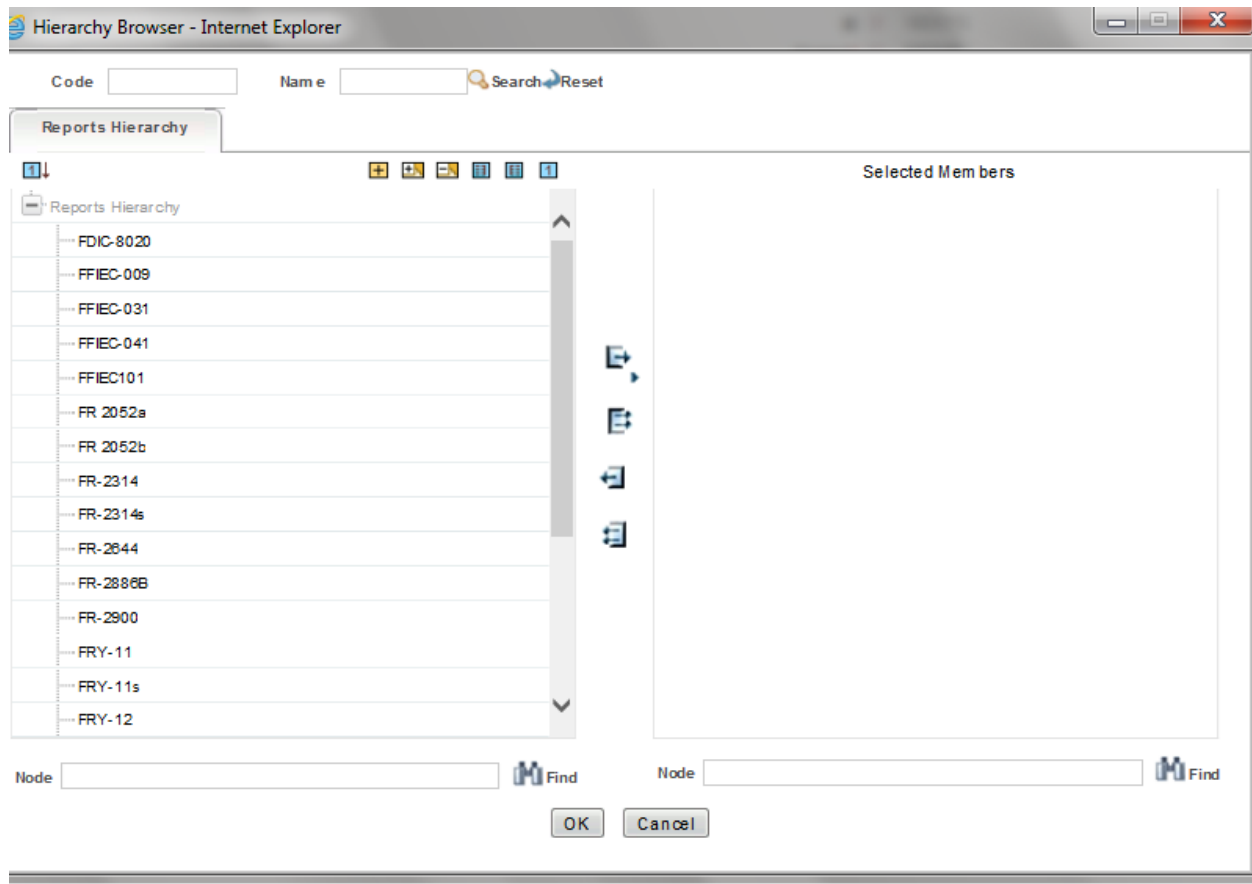 Hierarchy Browser - Internet Explorer
Code Name Search Reset
Reports Hierarchy
Selected Members
Reports Hierarchy
FDIC-8020
FFIEC-009
FFIEC-031
FFIEC-041
FFIEC101
FR 2052a
FR 2052b
FR-2314
FR-2314s
FR-2644
FR-2886B
FR-2900
FRY-11
FRY-11s
FRY-12
Node Find Node Find
OK Cancel